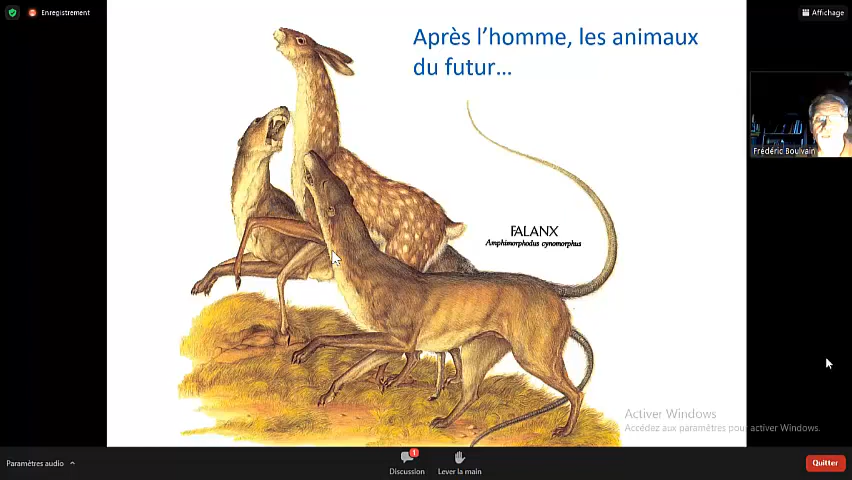 Enregistrement
Affichage
Après l'homme, les animaux
du futur...
Frédéric Boulvain
FALANX
Amphimorphodus cynomorphus
Activer Windows
Accédez aux paramètres pour activer Windows.
Paramètres audio
1
Discussion
Lever la main
Quitter